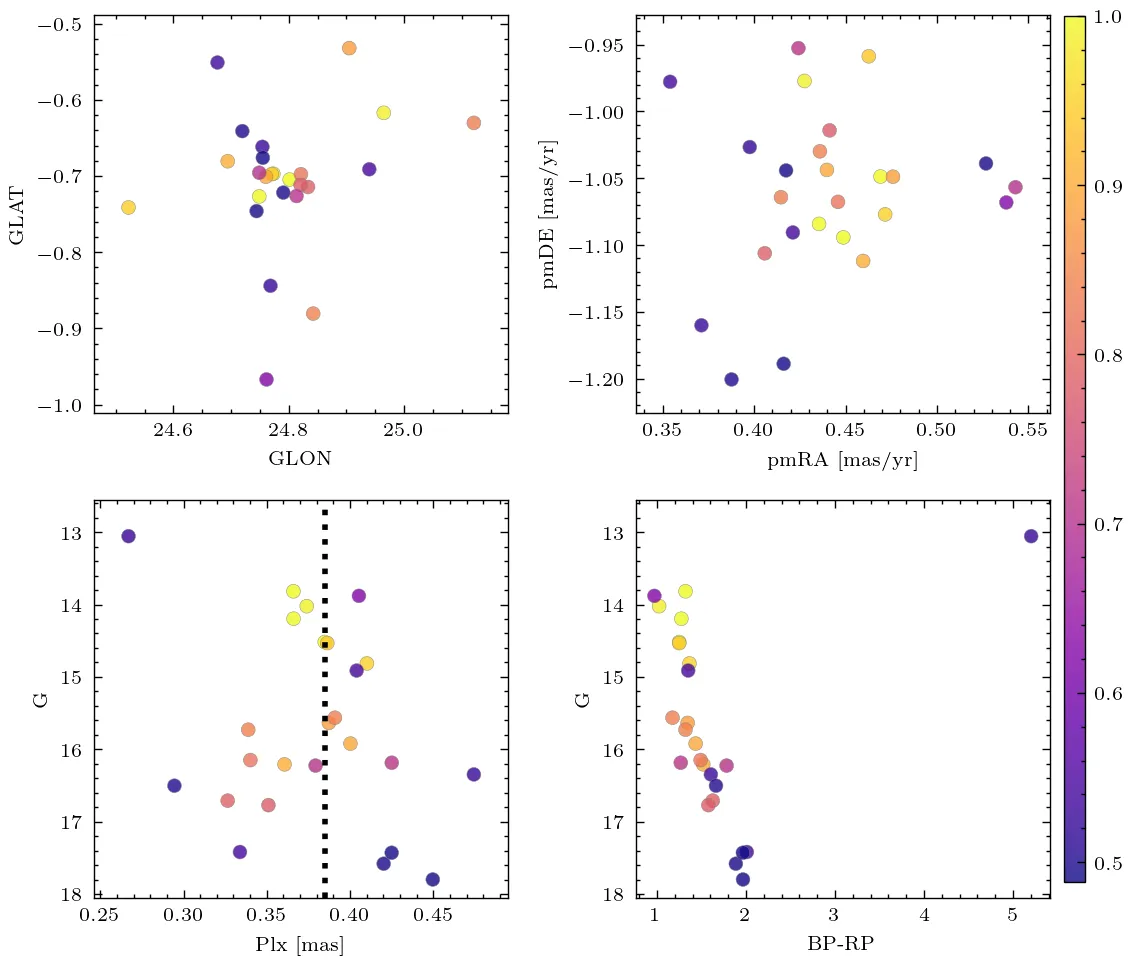 −0.5
−0.6
−0.7
−0.8
−0.9
−1.0
GLAT
24.6 24.8 25.0
GLON
−0.95
−1.00
−1.05
−1.10
−1.15
−1.20
pmDE [mas/yr]
0.35 0.40 0.45 0.50 0.55
pmRA [mas/yr]
13
14
15
16
17
18
G
0.25 0.30 0.35 0.40 0.45
Plx [mas]
13
14
15
16
17
18
G
1 2 3 4 5
BP-RP
1.0
0.9
0.8
0.7
0.6
0.5